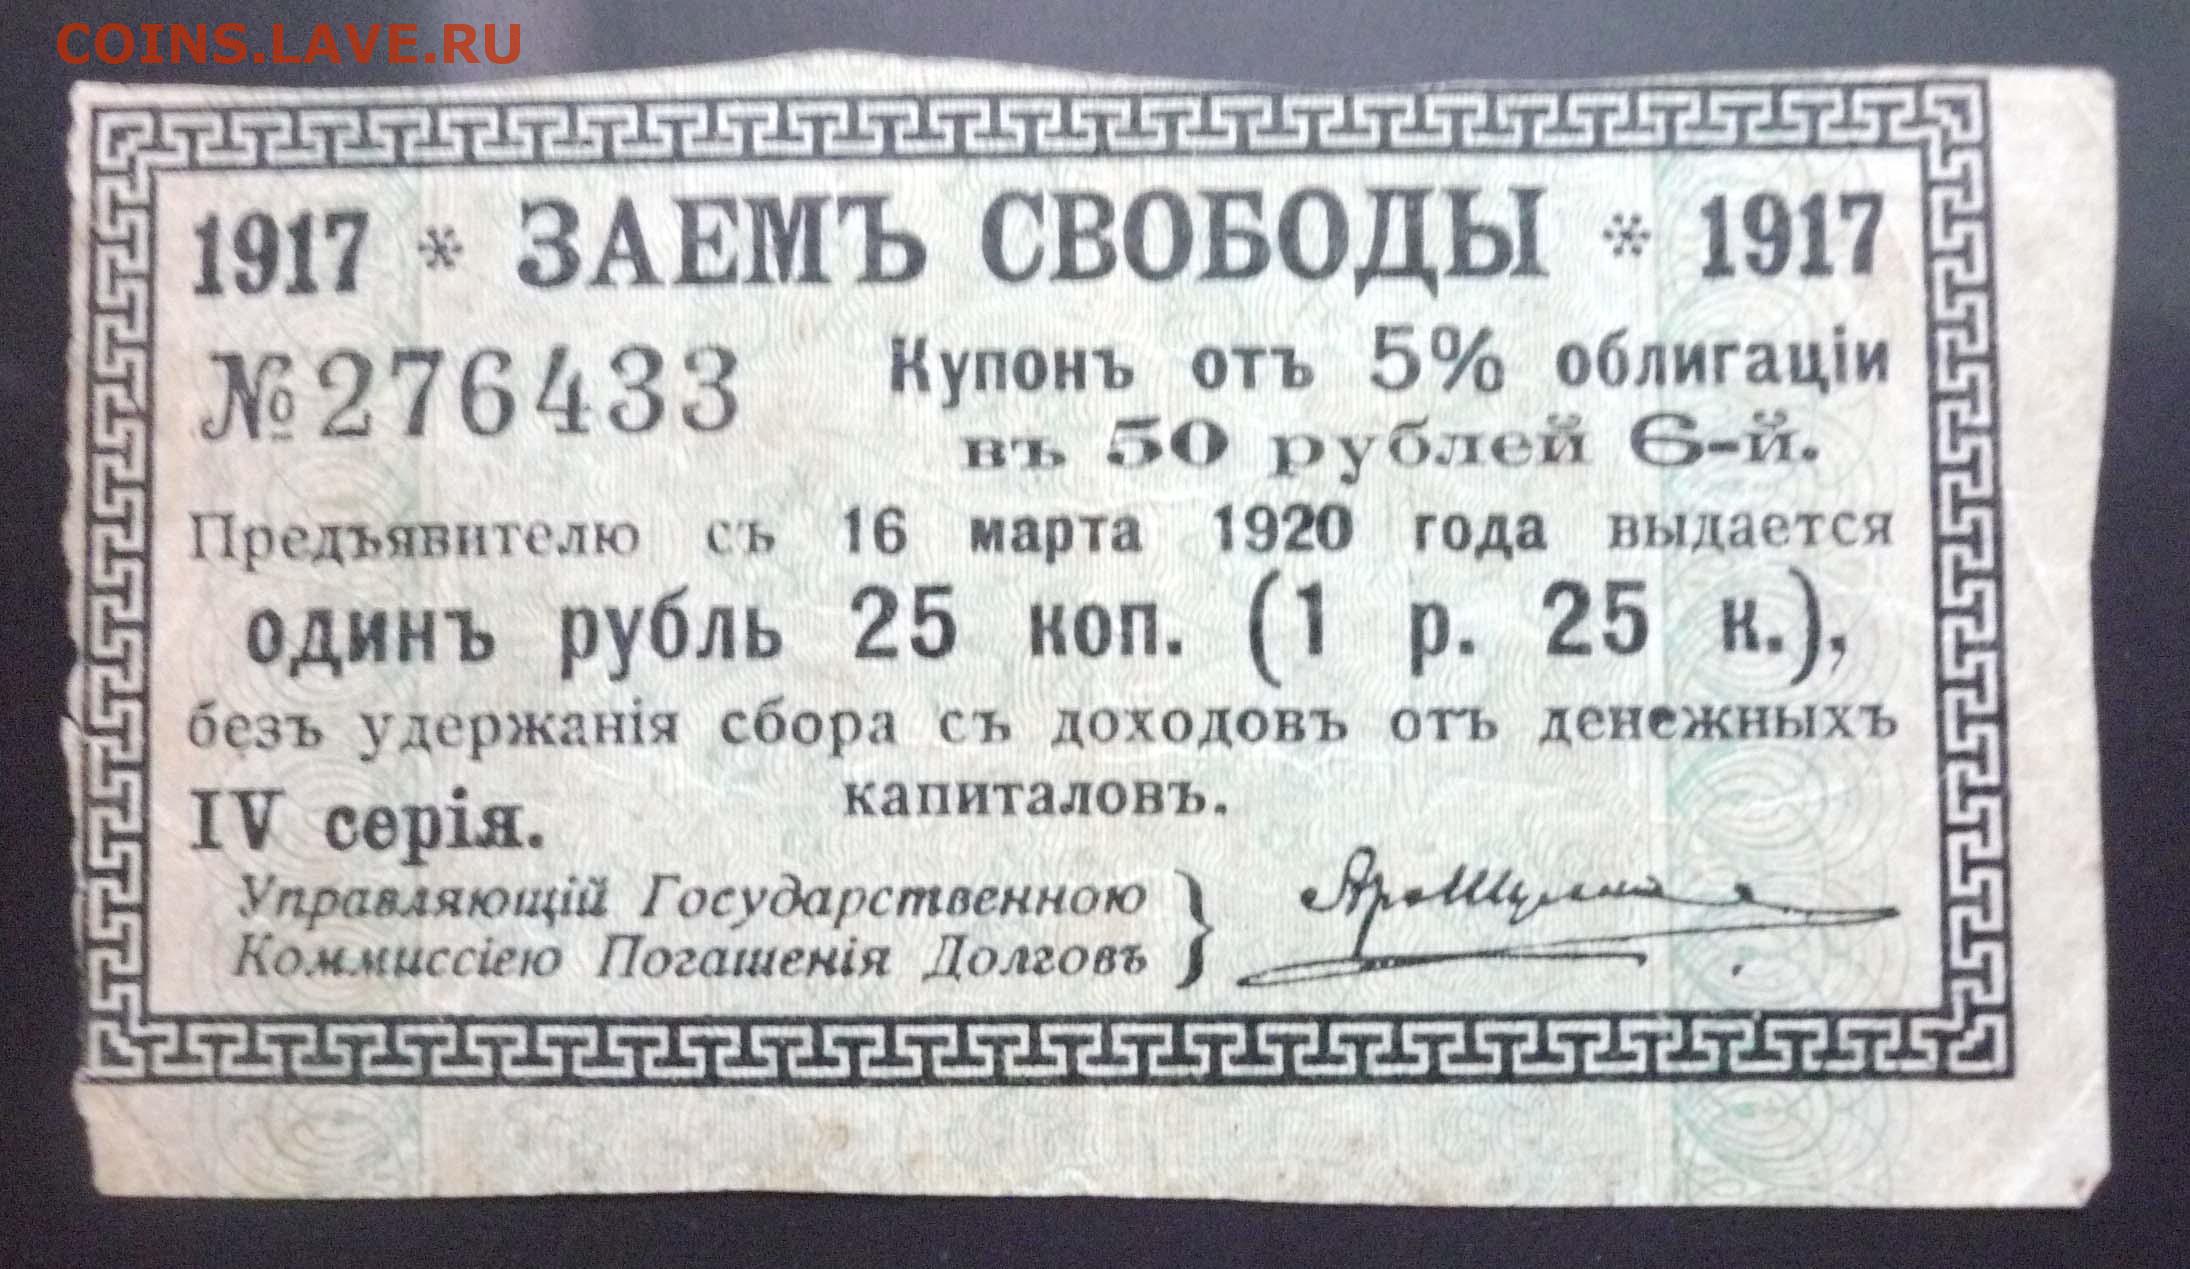 COINS.LAVE.RU
1917 * ЗАЕМЪ СВОБОДЫ * 1917
№276433
Купонъ отъ 5% облигаціи
въ 50 рублей 6-й.
Предъявителю съ 16 марта 1920 года выдается
одинъ рубль 25 коп. (1 р. 25 к.),
безъ удержанія сбора съ доходовъ отъ денежныхъ
капиталовъ.
IV серія.
Управляющій Государственною
Коммиссіею Погашенія Долговъ